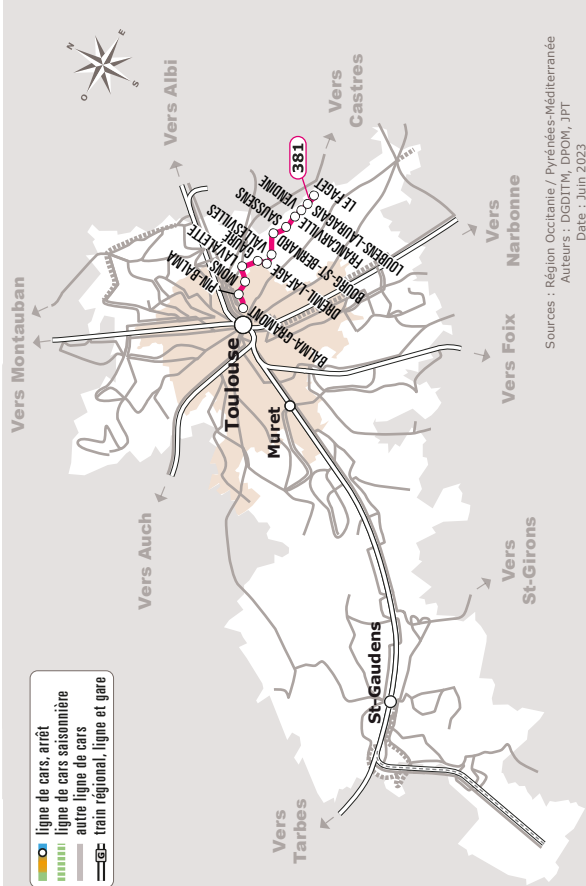 ligne de cars, arrêt
ligne de cars saisonnière
autre ligne de cars
G
train régional, ligne et gare
Vers Montauban
Vers Albi
N
E
S
O
Vers
Castres
Vers Auch
Toulouse
BALMA-GRAMONT
PIN-BALMA
MONS
LAVALETTE
GAURÉ
VALLESVILLES
DREMIL-LAFAGE
BOURG-ST-BERNARD
SAUSSENS
FRANCARVILLE
VENDINE
LOUBENS-LAURAGAIS
LE FAGET
381
Muret
Vers
Narbonne
Vers Foix
Vers
St-Girons
St-Gaudens
Vers
Tarbes
Sources : Région Occitanie / Pyrénées-Méditerranée
Auteurs : DGDITM, DPOM, JPT
Date : Juin 2023